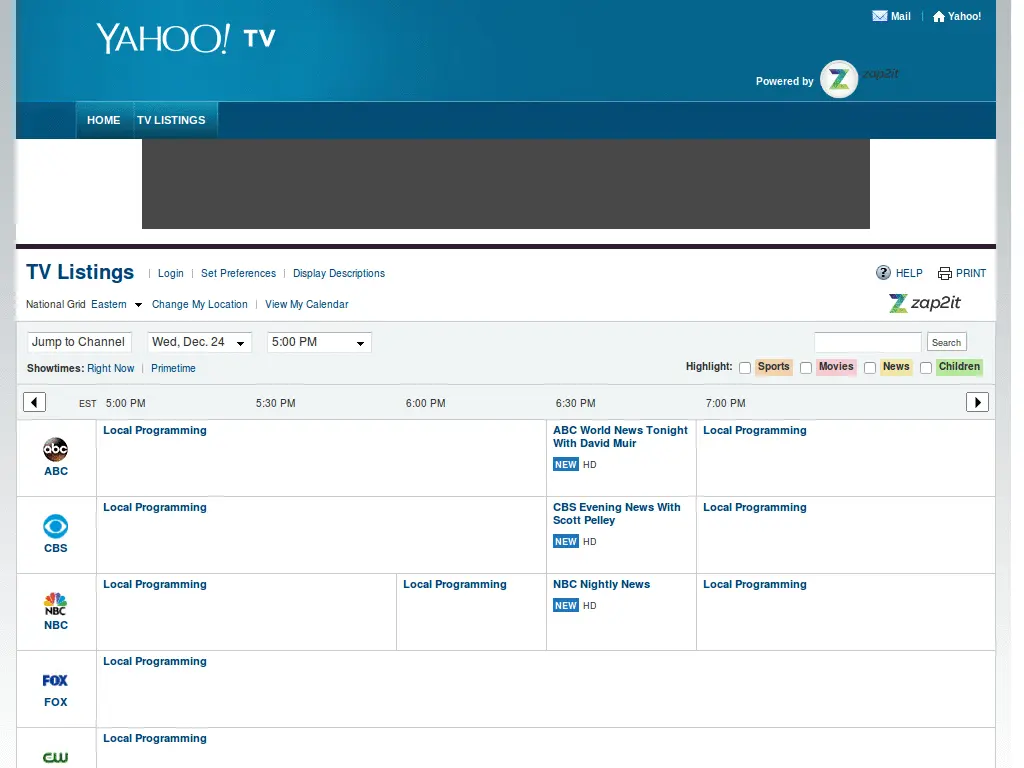 Mail | Yahoo!
YAHOO! TV
Powered by Z zap2it
HOME TV LISTINGS
TV Listings | Login | Set Preferences | Display Descriptions ? HELP PRINT
National Grid Eastern Change My Location | View My Calendar zap2it
Jump to Channel Wed, Dec. 24 5:00 PM Search
Showtimes: Right Now | Primetime Highlight: Sports Movies News Children
EST 5:00 PM 5:30 PM 6:00 PM 6:30 PM 7:00 PM
abc
ABC
Local Programming
ABC World News Tonight
With David Muir
NEW HD
Local Programming
CBS
Local Programming
CBS Evening News With
Scott Pelley
NEW HD
Local Programming
NBC
NBC
Local Programming
Local Programming
NBC Nightly News
NEW HD
Local Programming
FOX
FOX
Local Programming
CW
Local Programming